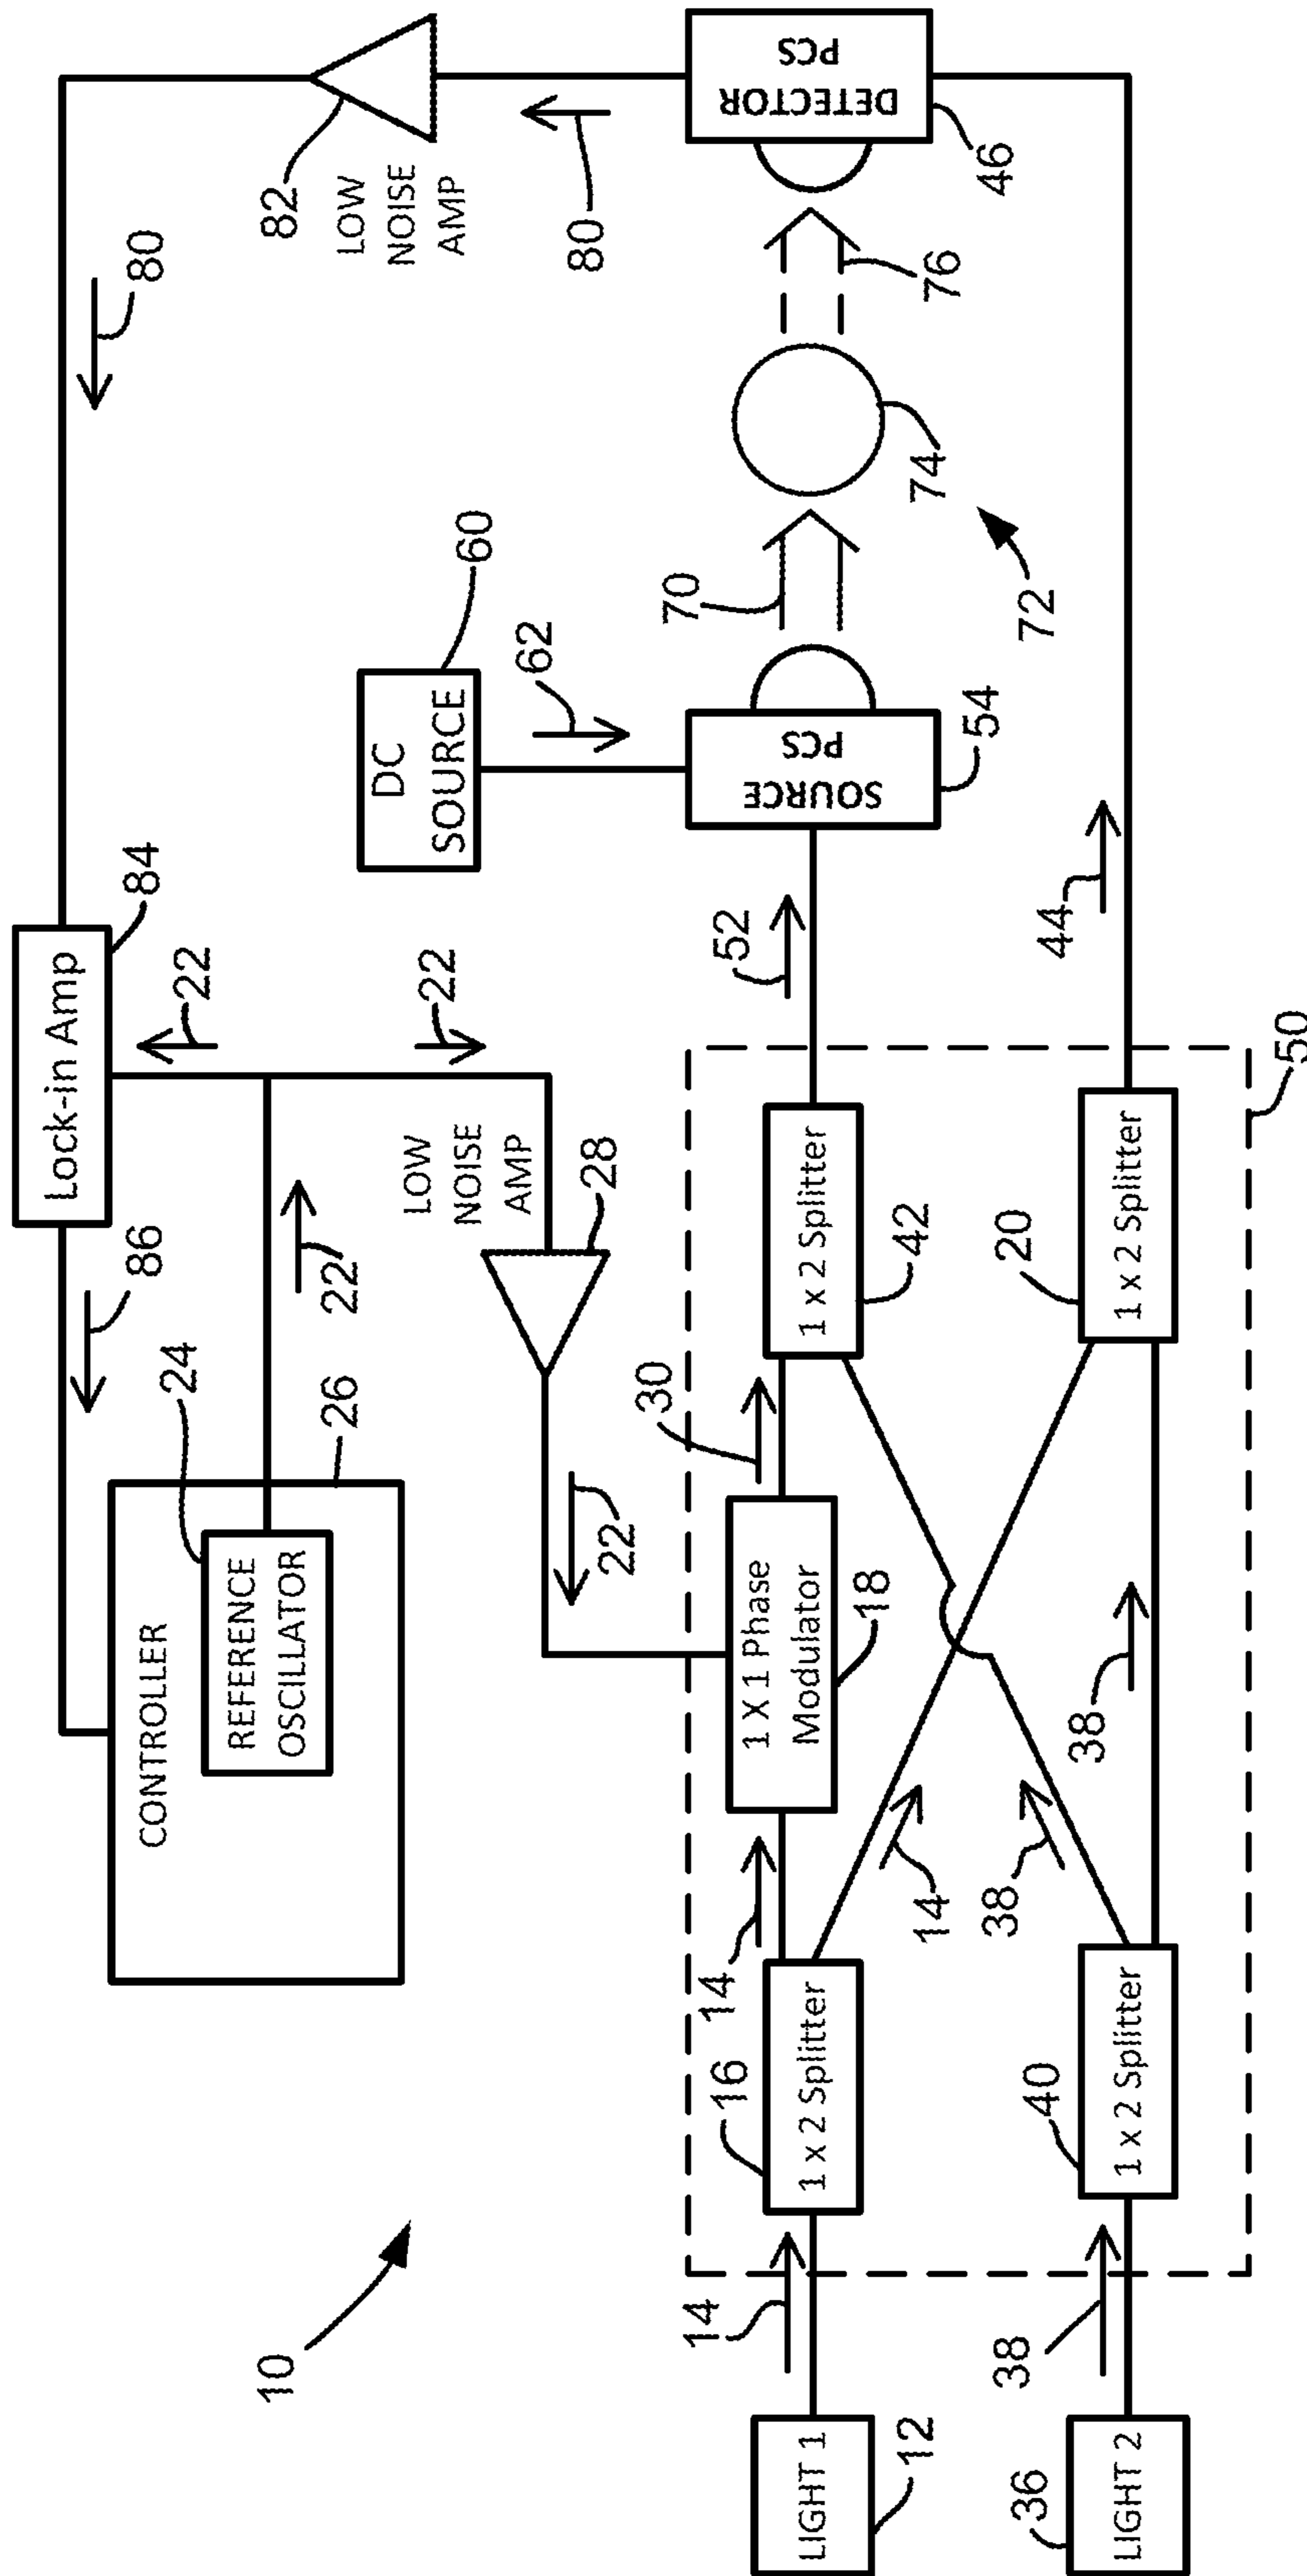 10
CONTROLLER
REFERENCE
OSCILLATOR
24
26
86
22
Lock-in Amp
84
22
22
80
82
LOW
NOISE
AMP
80
LOW
NOISE
AMP
28
22
DC
SOURCE
60
62
LIGHT 1
12
14
16
1 x 2 Splitter
14
14
1 X 1 Phase
Modulator
18
30
1 x 2 Splitter
42
52
SOURCE
PCS
54
70
72
74
76
DETECTOR
PCS
46
LIGHT 2
36
38
40
1 x 2 Splitter
38
38
20
1 x 2 Splitter
44
50